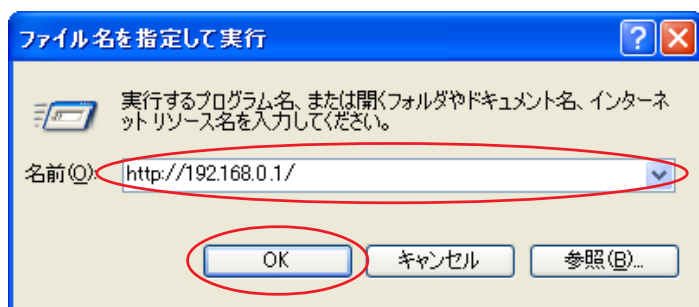 ファイル名を指定して実行
実行するプログラム名、または開くフォルダやドキュメント名、インターネ
ット リソース名を入力してください。
名前(O): http://192.168.0.1/
OK キャンセル 参照(B)...